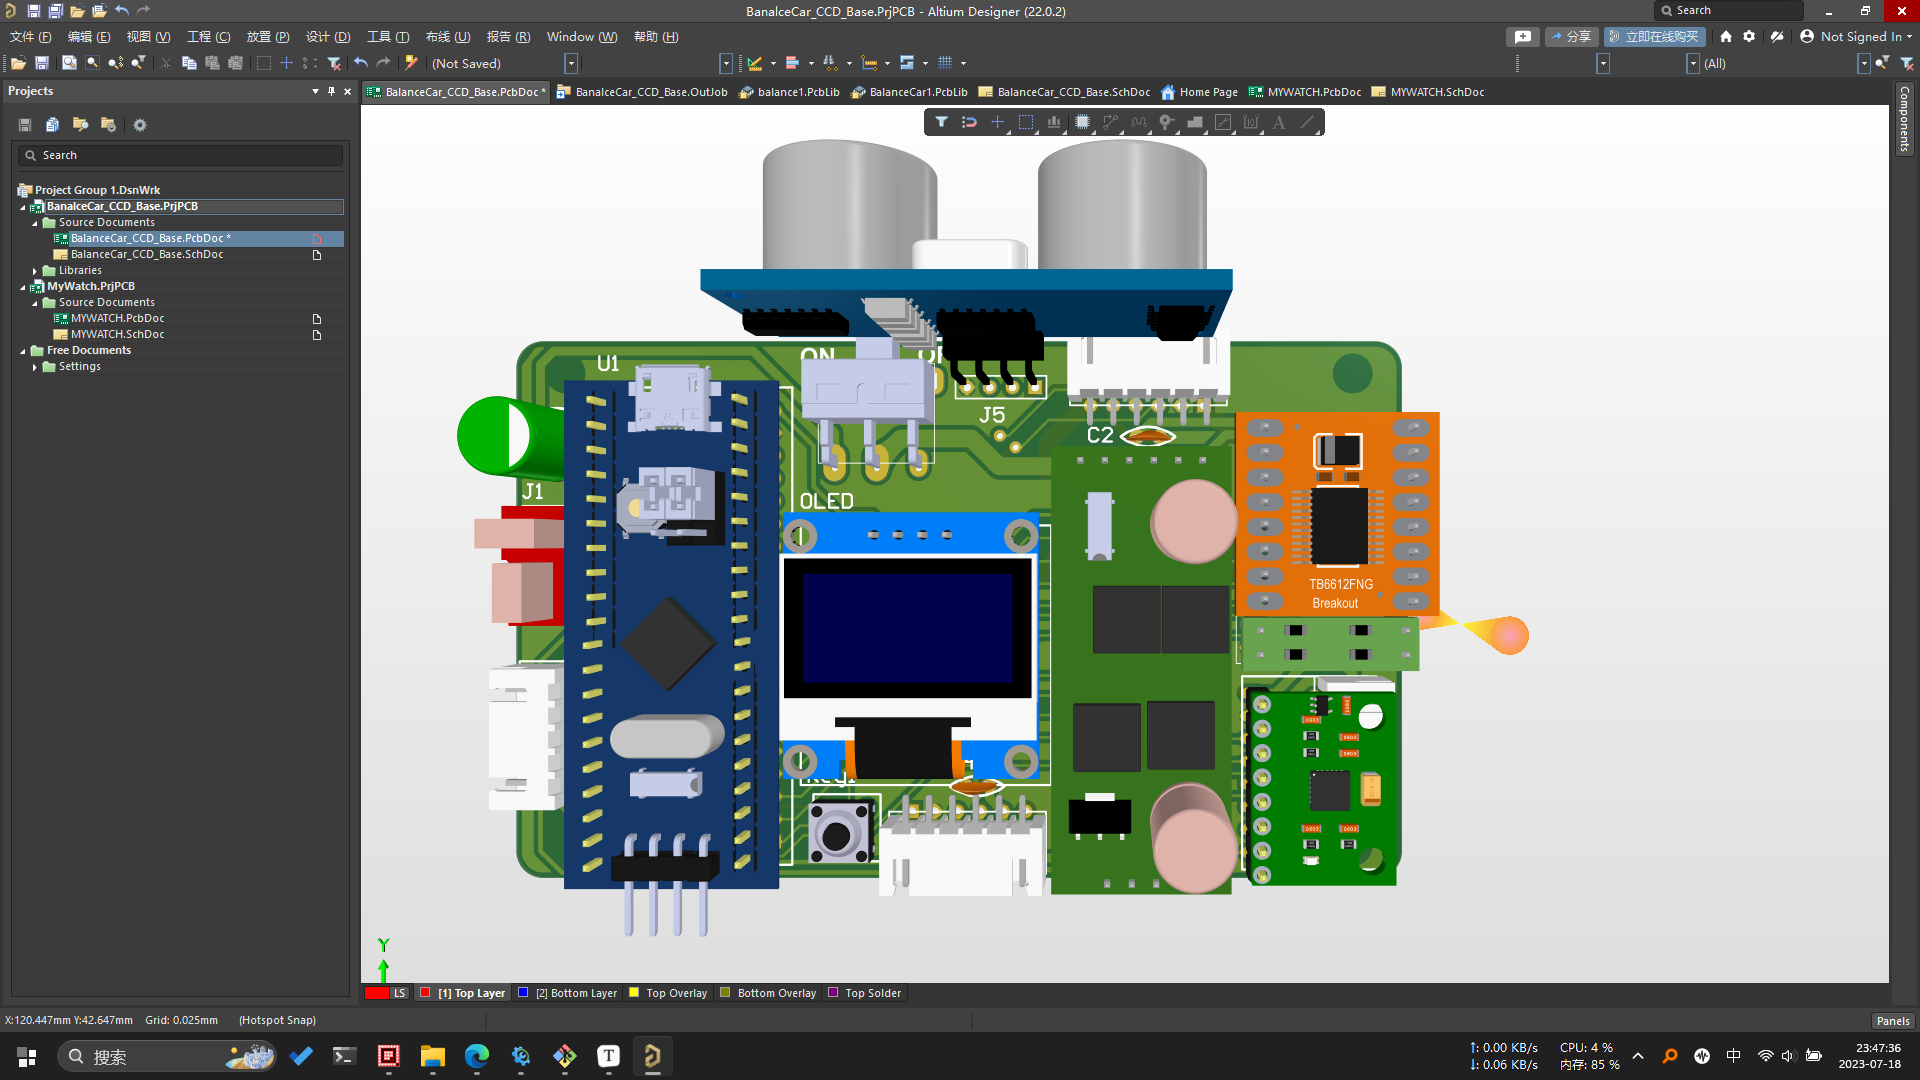 BanalceCar_CCD_Base.PrjPCB - Altium Designer (22.0.2)
Search
文件 (F) 编辑 (E) 视图 (V) 工程 (C) 放置 (P) 设计 (D) 工具 (T) 布线 (U) 报告 (R) Window (W) 帮助 (H)
分享 立即在线购买 Not Signed In
(Not Saved) (All)
Projects
BalanceCar_CCD_Base.PcbDoc * BanalceCar_CCD_Base.OutJob balance1.PcbLib BalanceCar1.PcbLib BalanceCar_CCD_Base.SchDoc Home Page MYWATCH.PcbDoc MYWATCH.SchDoc
Components
Search
Project Group 1.DsnWrk
BanalceCar_CCD_Base.PrjPCB
Source Documents
BalanceCar_CCD_Base.PcbDoc *
BalanceCar_CCD_Base.SchDoc
Libraries
MyWatch.PrjPCB
Source Documents
MYWATCH.PcbDoc
MYWATCH.SchDoc
Free Documents
Settings
U1
ON
J5
C2
J1
OLED
TB6612FNG
Breakout
Y
LS [1] Top Layer [2] Bottom Layer Top Overlay Bottom Overlay Top Solder
X:120.447mm Y:42.647mm Grid: 0.025mm (Hotspot Snap)
Panels
搜索
↑: 0.00 KB/s CPU: 4 %
↓: 0.06 KB/s 内存: 85 %
中
23:47:36
2023-07-18